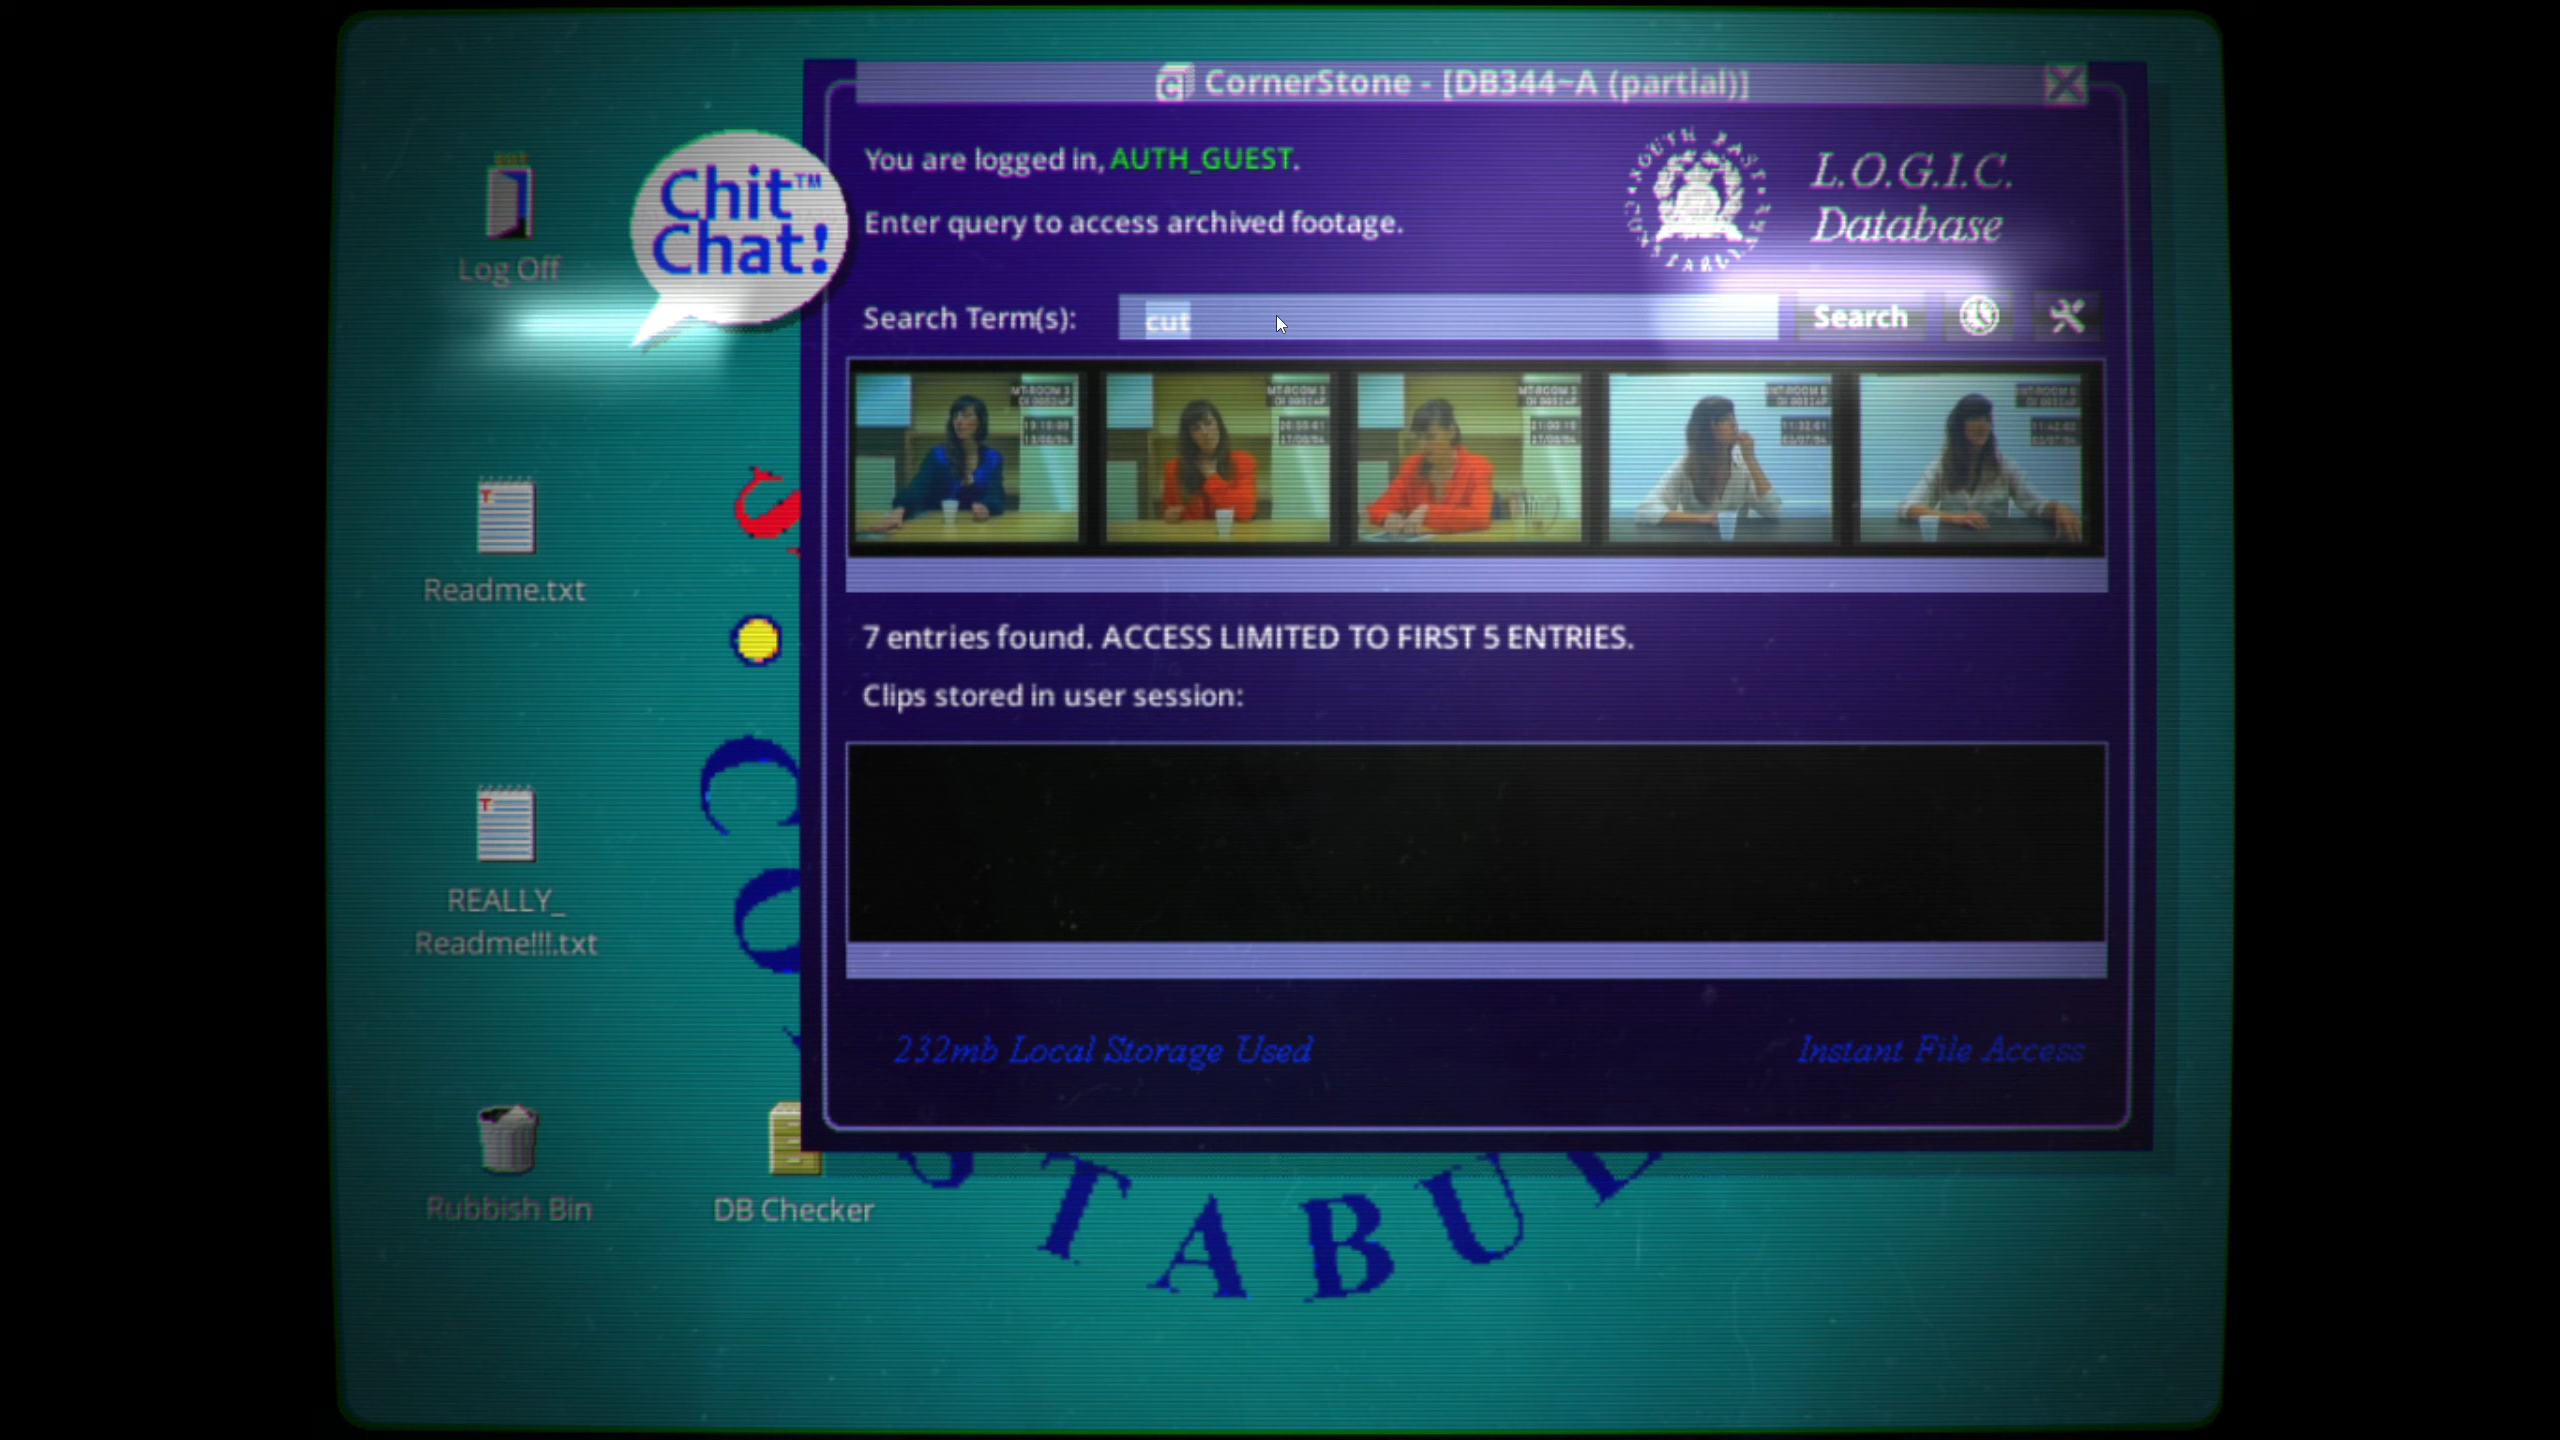 CornerStone - [DB344~A (partial)]
You are logged in, AUTH_GUEST.
Enter query to access archived footage.
L.O.G.I.C.
Database
Chit™
Chat!
Log Off
Search Term(s):
cut
Search
Readme.txt
7 entries found. ACCESS LIMITED TO FIRST 5 ENTRIES.
Clips stored in user session:
REALLY_
Readme!!!.txt
232mb Local Storage Used
Instant File Access
Rubbish Bin
DB Checker
STABUL